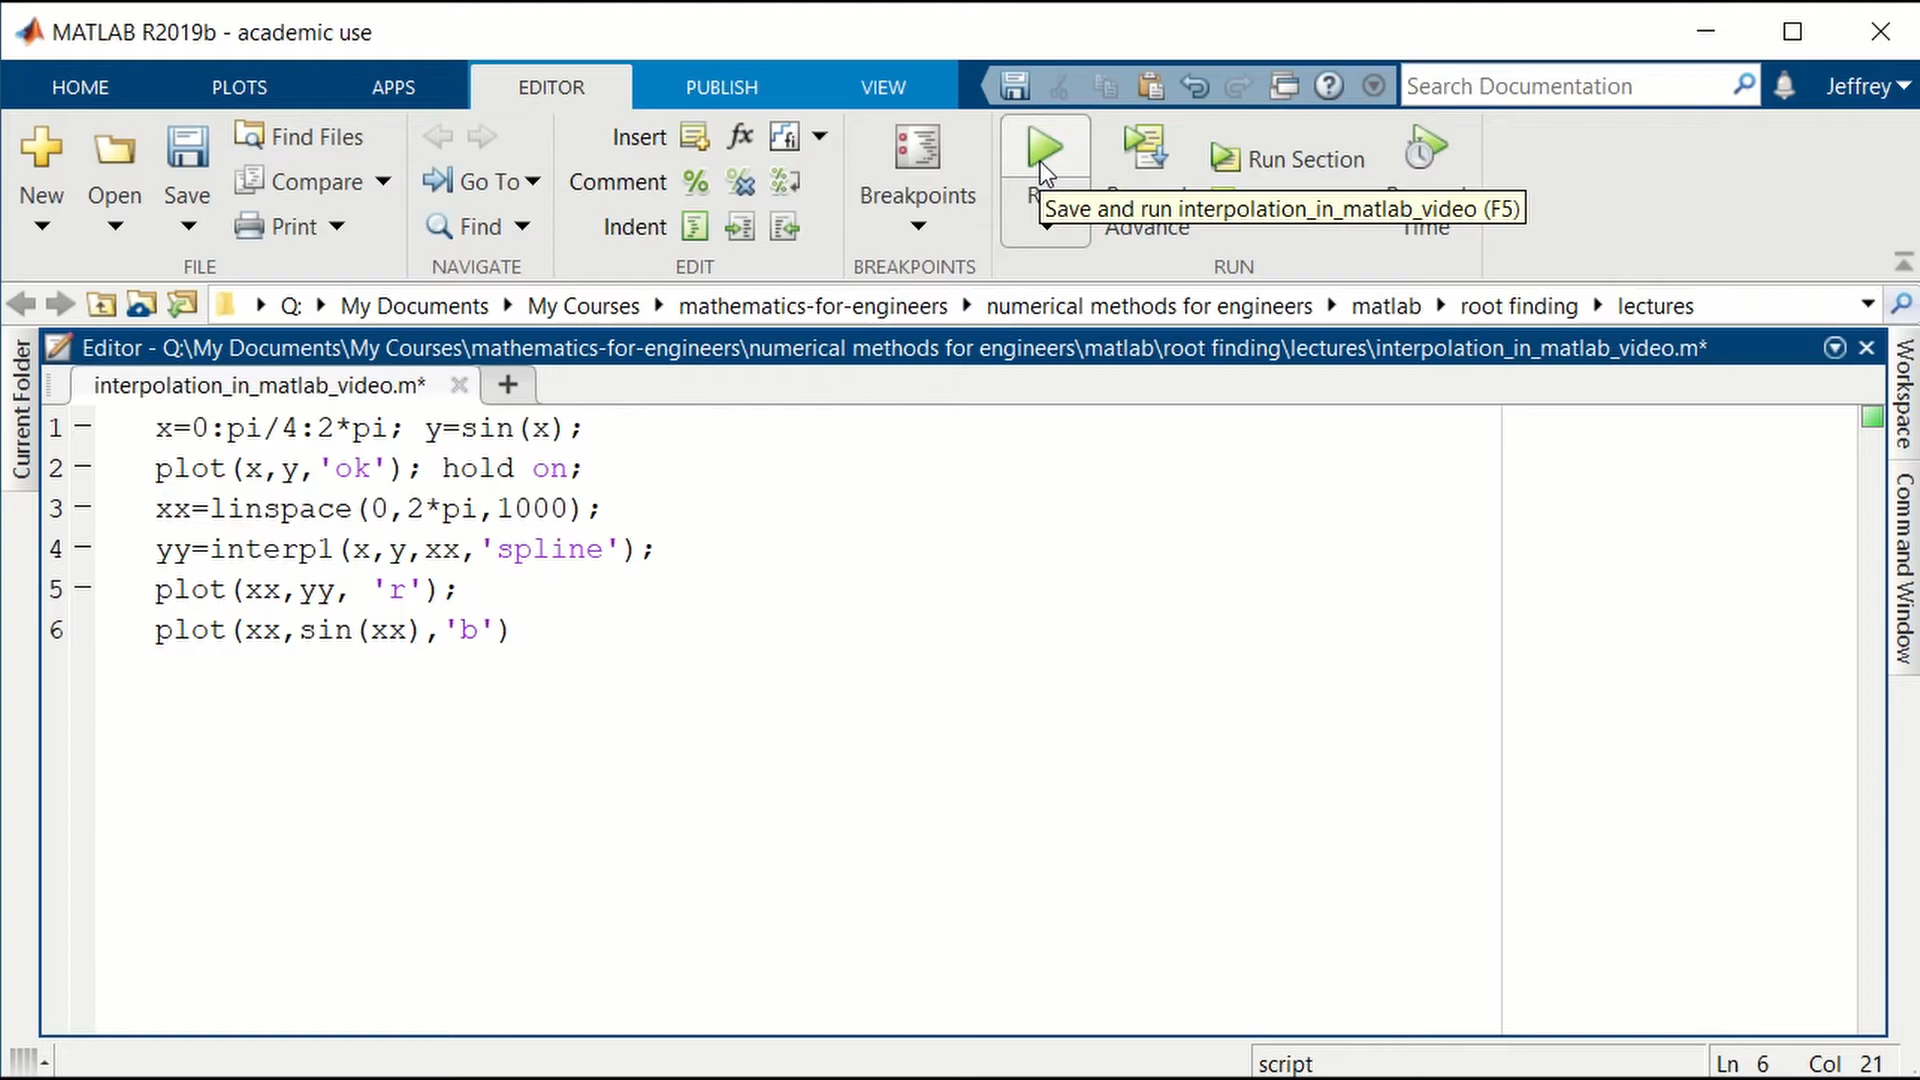 MATLAB R2019b - academic use
HOME PLOTS APPS EDITOR PUBLISH VIEW Search Documentation Jeffrey
New Open Save Find Files Compare Print
FILE
Go To Find
NAVIGATE
Insert fx fi
Comment % %
Indent
EDIT
Breakpoints
BREAKPOINTS
Run Section
Advance Time
RUN
Save and run interpolation_in_matlab_video (F5)
Q: My Documents My Courses mathematics-for-engineers numerical methods for engineers matlab root finding lectures
Current Folder
Editor - Q:\My Documents\My Courses\mathematics-for-engineers\numerical methods for engineers\matlab\root finding\lectures\interpolation_in_matlab_video.m*
interpolation_in_matlab_video.m* +
1 — x=0:pi/4:2*pi; y=sin(x);
2 — plot(x,y,'ok'); hold on;
3 — xx=linspace(0,2*pi,1000);
4 — yy=interp1(x,y,xx,'spline');
5 — plot(xx,yy, 'r');
6 plot(xx,sin(xx),'b')
Workspace
Command Window
script Ln 6 Col 21